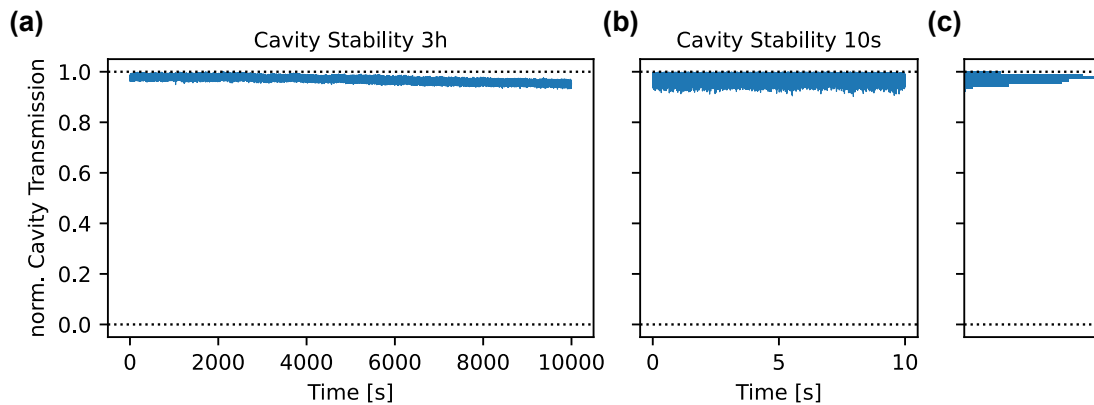 (a)
Cavity Stability 3h
norm. Cavity Transmission
1.0
0.8
0.6
0.4
0.2
0.0
0 2000 4000 6000 8000 10000
Time [s]
(b)
Cavity Stability 10s
0 5 10
Time [s]
(c)